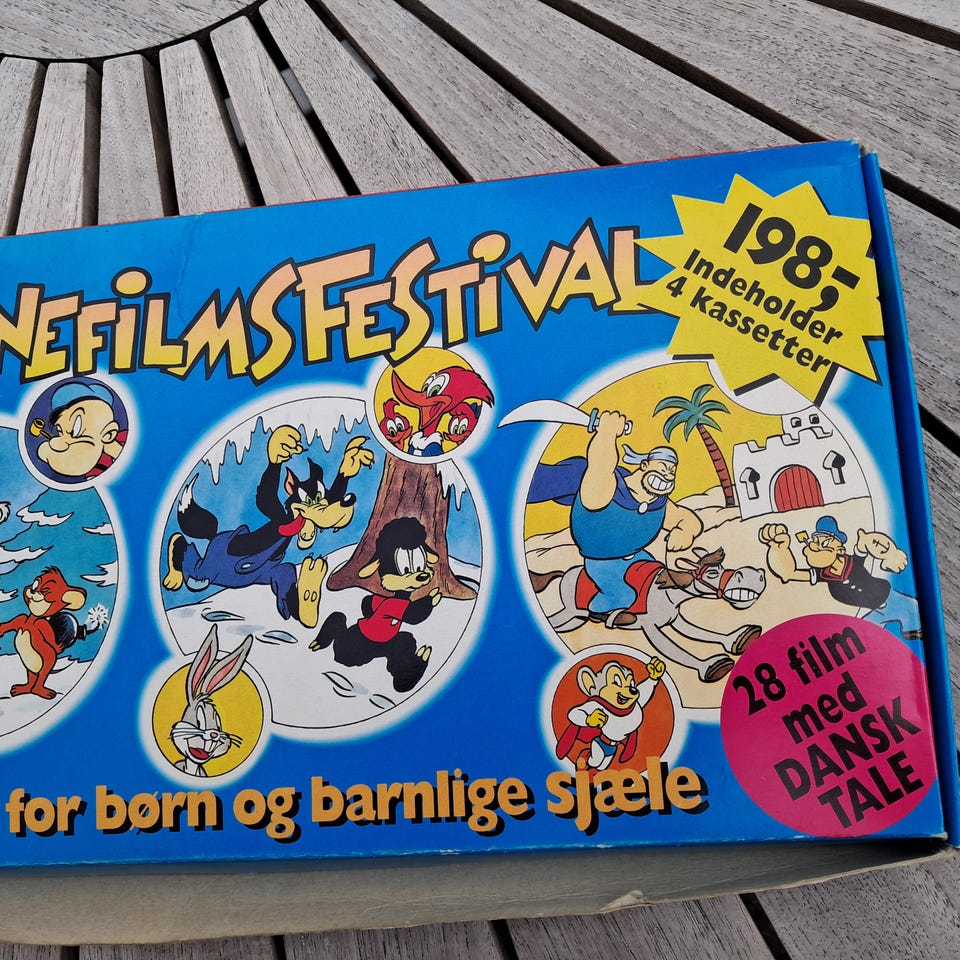 NEFILMSFESTIVAL
198,-
Indeholder
4 kassetter
28 film
med
DANSK
TALE
for børn og barnlige sjæle